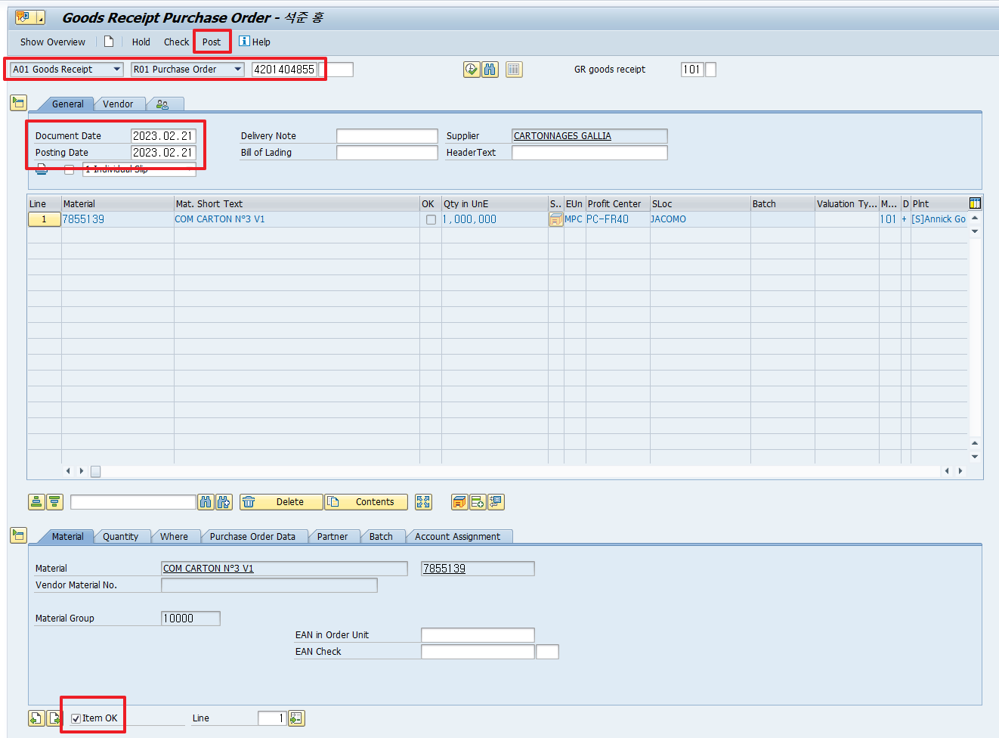 Goods Receipt Purchase Order - 석준 홍
Show Overview Hold Check Post Help
A01 Goods Receipt R01 Purchase Order 4201404855 GR goods receipt 101
General Vendor
Document Date 2023.02.21 Delivery Note Supplier CARTONNAGES GALLIA
Posting Date 2023.02.21 Bill of Lading HeaderText
1 Individual Slip
Line Material Mat. Short Text OK Qty in UnE S.. EUn Profit Center SLoc Batch Valuation Ty... M... D Plnt
1 7855139 COM CARTON N°3 V1 1,000,000 MPC PC-FR40 JACOMO 101 + [S]Annick Go
Delete Contents
Material Quantity Where Purchase Order Data Partner Batch Account Assignment
Material COM CARTON N°3 V1 7855139
Vendor Material No.
Material Group 10000
EAN in Order Unit
EAN Check
Item OK Line 1